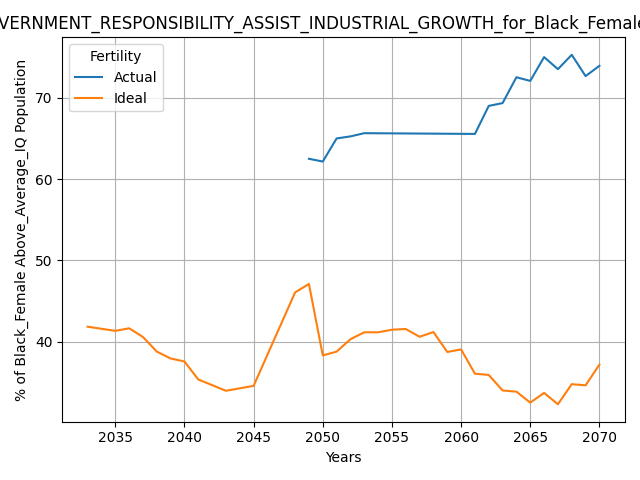 VERNMENT_RESPONSIBILITY_ASSIST_INDUSTRIAL_GROWTH_for_Black_Female
Fertility
Actual
Ideal
% of Black_Female Above_Average_IQ Population
70
60
50
40
2035 2040 2045 2050 2055 2060 2065 2070
Years